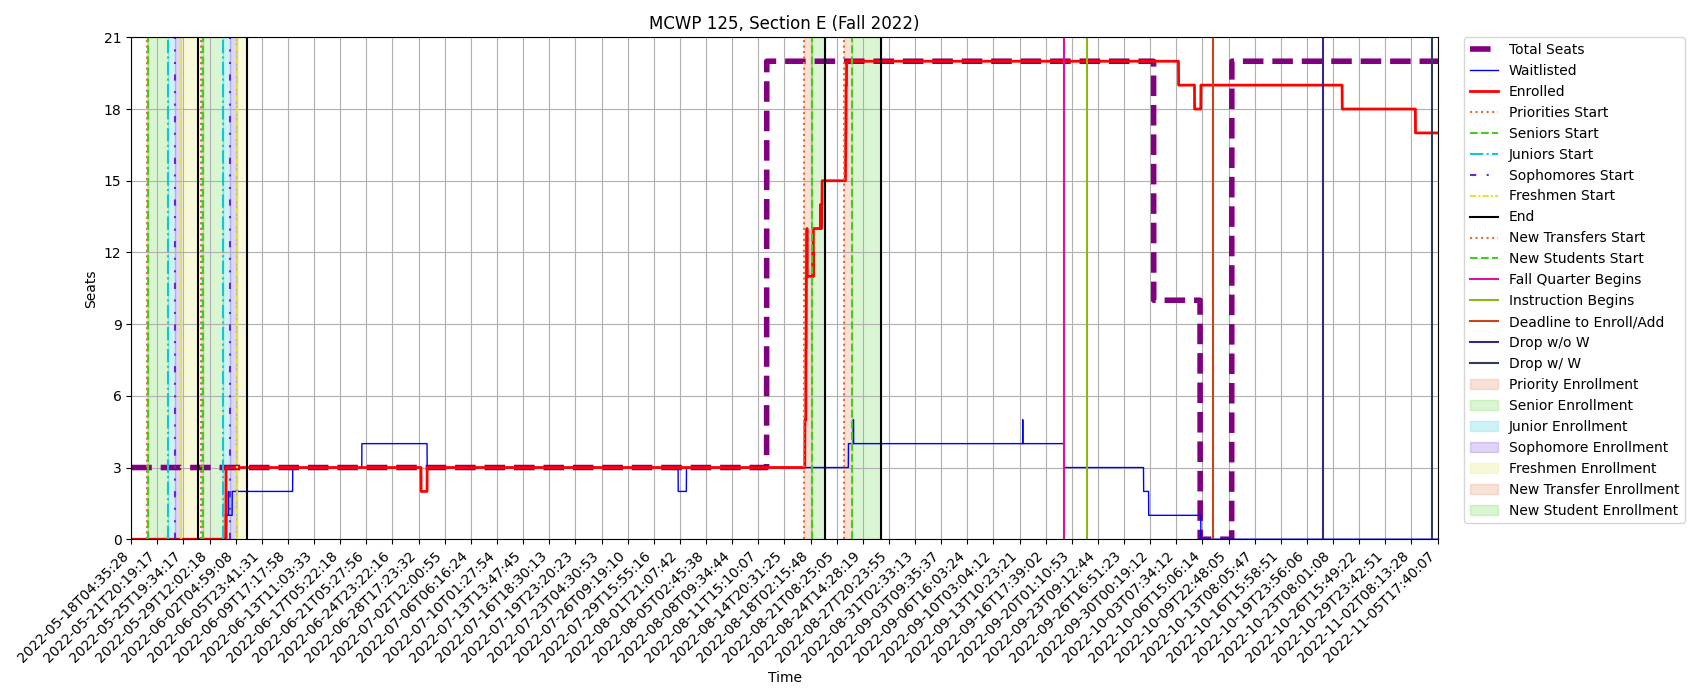 MCWP 125, Section E (Fall 2022)
21
18
15
12
9
6
3
0
Seats
2022-05-18T04:35:28
2022-05-21T20:19:17
2022-05-25T19:34:17
2022-05-29T12:02:18
2022-06-02T04:59:08
2022-06-05T23:41:31
2022-06-09T17:17:58
2022-06-13T11:03:33
2022-06-17T05:22:18
2022-06-21T05:27:56
2022-06-24T23:22:16
2022-06-28T17:23:32
2022-07-02T12:00:55
2022-07-06T06:16:24
2022-07-10T01:27:54
2022-07-13T13:47:45
2022-07-16T18:30:13
2022-07-19T23:20:23
2022-07-23T04:30:53
2022-07-26T09:19:10
2022-07-29T15:55:16
2022-08-01T21:07:42
2022-08-05T02:45:38
2022-08-08T09:34:44
2022-08-11T15:10:07
2022-08-14T20:31:25
2022-08-18T02:15:48
2022-08-21T08:25:05
2022-08-24T14:28:19
2022-08-27T20:23:55
2022-08-31T02:33:13
2022-09-03T09:35:37
2022-09-06T16:03:24
2022-09-10T03:04:12
2022-09-13T10:23:21
2022-09-16T17:39:02
2022-09-20T01:10:53
2022-09-23T09:12:44
2022-09-26T16:51:23
2022-09-30T00:19:12
2022-10-03T07:34:12
2022-10-06T15:06:14
2022-10-09T22:48:05
2022-10-13T08:05:47
2022-10-16T15:58:51
2022-10-19T23:56:06
2022-10-23T08:01:08
2022-10-26T15:49:22
2022-10-29T23:42:51
2022-11-02T08:13:28
2022-11-05T17:40:07
Time
Total Seats
Waitlisted
Enrolled
Priorities Start
Seniors Start
Juniors Start
Sophomores Start
Freshmen Start
End
New Transfers Start
New Students Start
Fall Quarter Begins
Instruction Begins
Deadline to Enroll/Add
Drop w/o W
Drop w/ W
Priority Enrollment
Senior Enrollment
Junior Enrollment
Sophomore Enrollment
Freshmen Enrollment
New Transfer Enrollment
New Student Enrollment